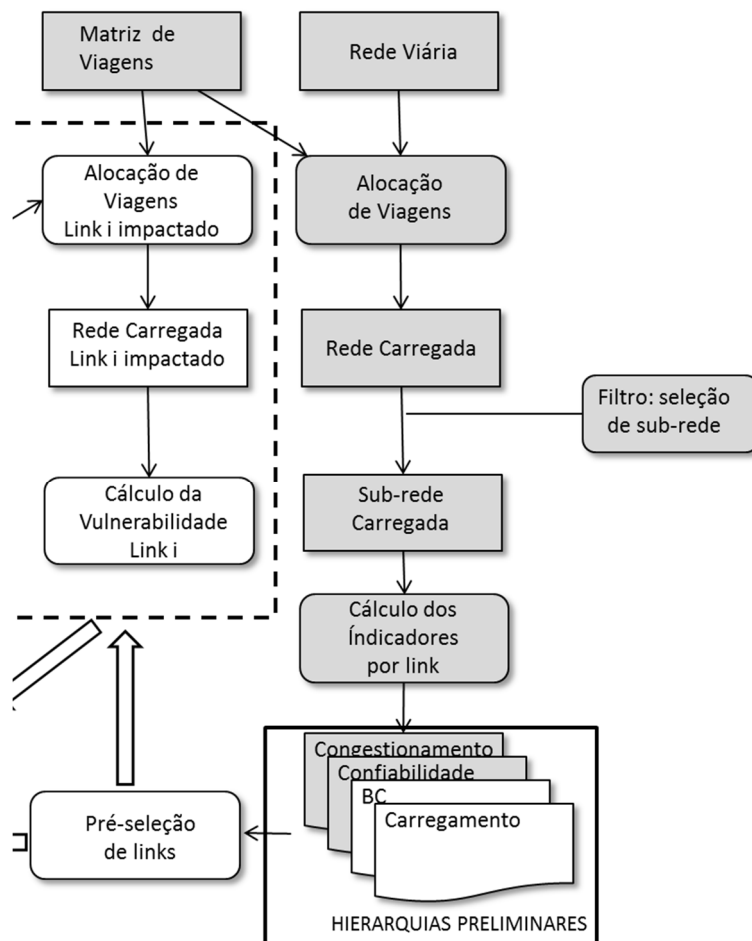 Matriz de
Viagens
Rede Viária
Alocação de
Viagens
Link i impactado
Alocação
de Viagens
Rede Carregada
Link i impactado
Rede Carregada
Filtro: seleção
de sub-rede
Cálculo da
Vulnerabilidade
Link i
Sub-rede
Carregada
Cálculo dos
Índicadores
por link
Congestionamento
Confiabilidade
BC
Carregamento
Pré-seleção
de links
HIERARQUIAS PRELIMINARES